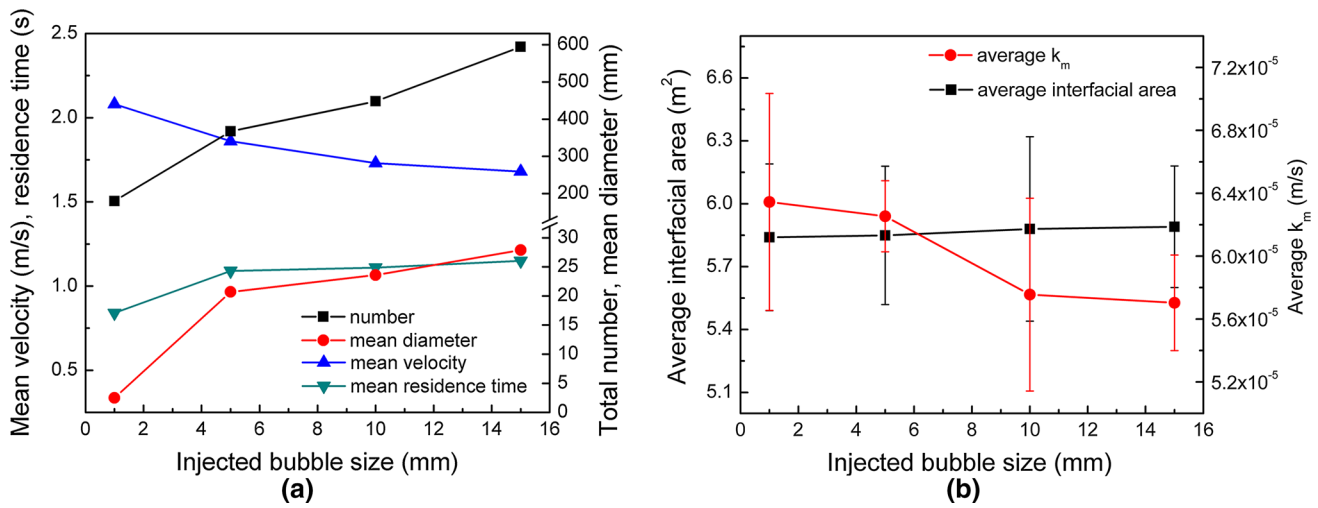 Mean velocity (m/s), residence time (s)
2.5
2.0
1.5
1.0
0.5
600
500
400
300
200
30
25
20
15
10
5
0
Total number, mean diameter (mm)
number
mean diameter
mean velocity
mean residence time
0 2 4 6 8 10 12 14 16
Injected bubble size (mm)
(a)
Average interfacial area (m²)
6.6
6.3
6.0
5.7
5.4
5.1
average kₘ
average interfacial area
7.2x10⁻⁵
6.8x10⁻⁵
6.4x10⁻⁵
6.0x10⁻⁵
5.6x10⁻⁵
5.2x10⁻⁵
Average kₘ (m/s)
0 2 4 6 8 10 12 14 16
Injected bubble size (mm)
(b)